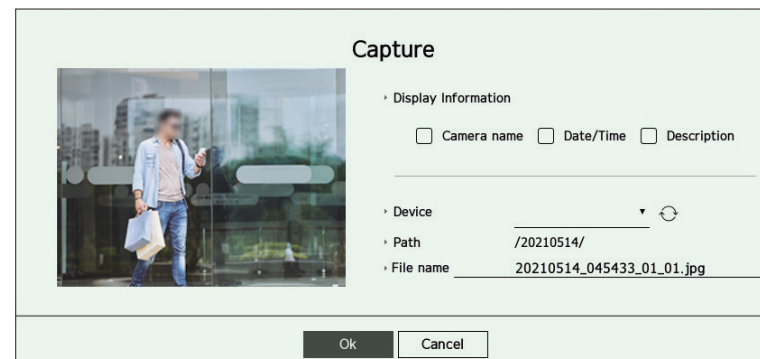 Capture
Display Information
Camera name Date/Time Description
Device
Path /20210514/
File name 20210514_045433_01_01.jpg
Ok Cancel